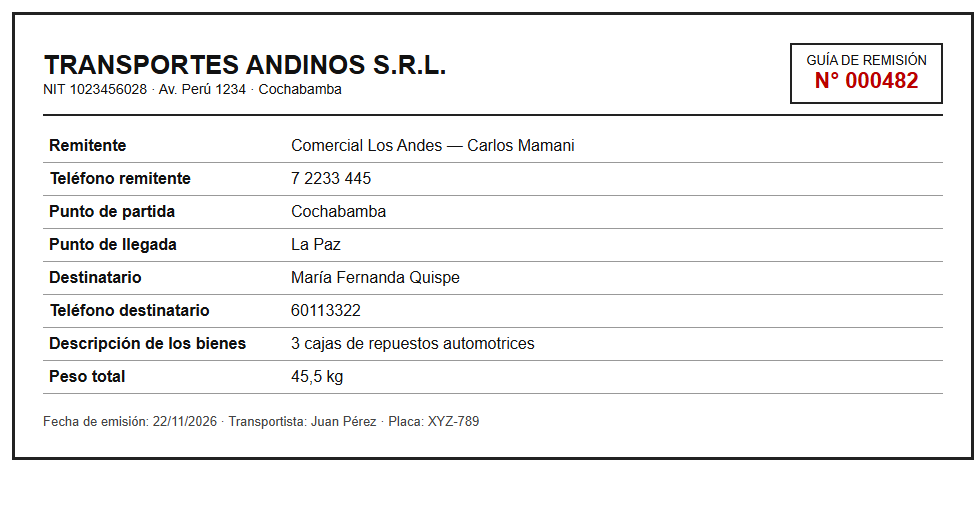 TRANSPORTES ANDINOS S.R.L.
NIT 1023456028 · Av. Perú 1234 · Cochabamba
GUÍA DE REMISIÓN
N° 000482
Remitente Comercial Los Andes — Carlos Mamani
Teléfono remitente 7 2233 445
Punto de partida Cochabamba
Punto de llegada La Paz
Destinatario María Fernanda Quispe
Teléfono destinatario 60113322
Descripción de los bienes 3 cajas de repuestos automotrices
Peso total 45,5 kg
Fecha de emisión: 22/11/2026 · Transportista: Juan Pérez · Placa: XYZ-789